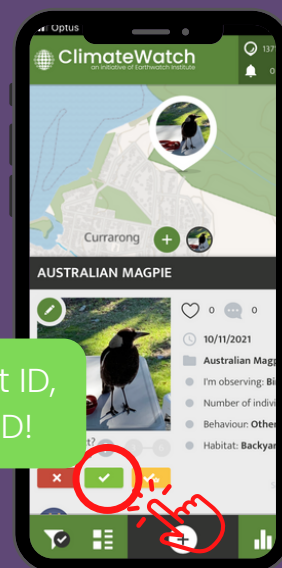 Optus
ClimateWatch
an initiative of Earthwatch Institute
137
0
Currarong
AUSTRALIAN MAGPIE
0
0
10/11/2021
Australian Magp
I'm observing: Bi
Number of indivi
Behaviour: Other
Habitat: Backyar
t ID,
D!
t?